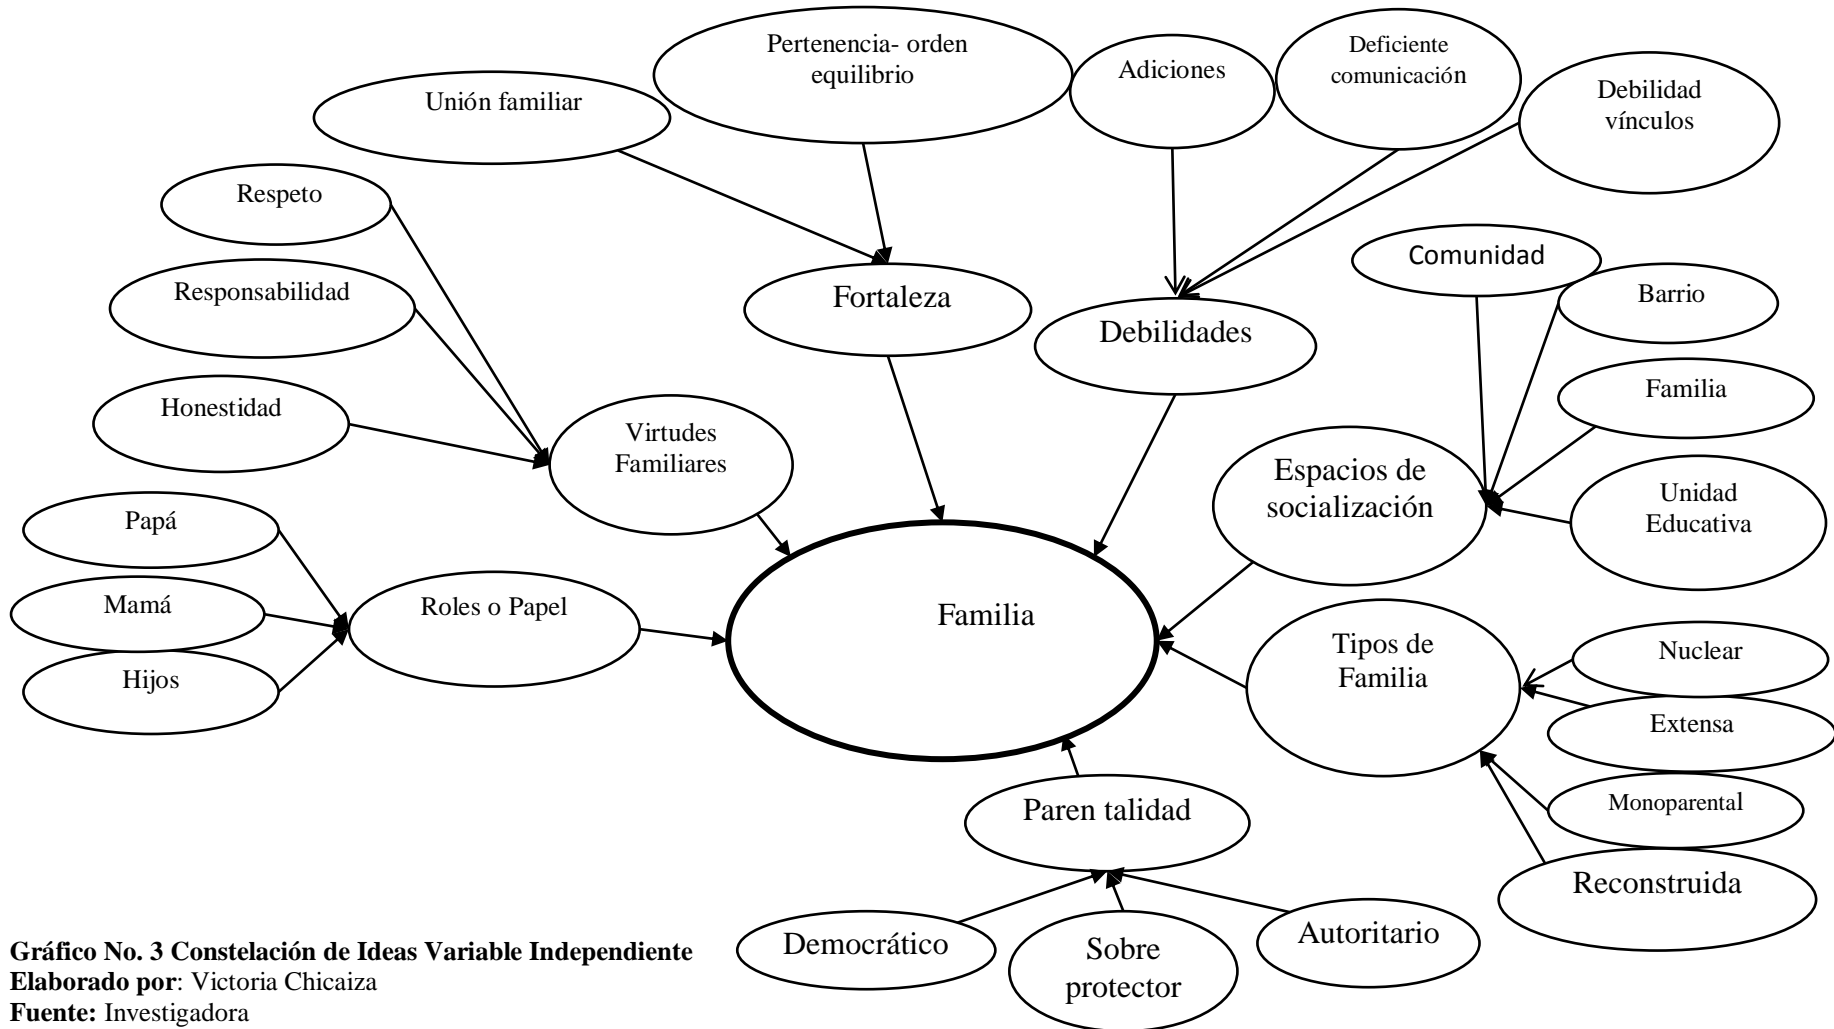 Pertenencia- orden
equilibrio
Unión familiar
Adiciones
Deficiente
comunicación
Debilidad
vínculos
Respeto
Responsabilidad
Honestidad
Virtudes
Familiares
Fortaleza
Debilidades
Comunidad
Barrio
Familia
Unidad
Educativa
Espacios de
socialización
Papá
Mamá
Hijos
Roles o Papel
Familia
Tipos de
Familia
Nuclear
Extensa
Monoparental
Reconstruida
Paren talidad
Democrático
Sobre
protector
Autoritario
Gráfico No. 3 Constelación de Ideas Variable Independiente
Elaborado por: Victoria Chicaiza
Fuente: Investigadora